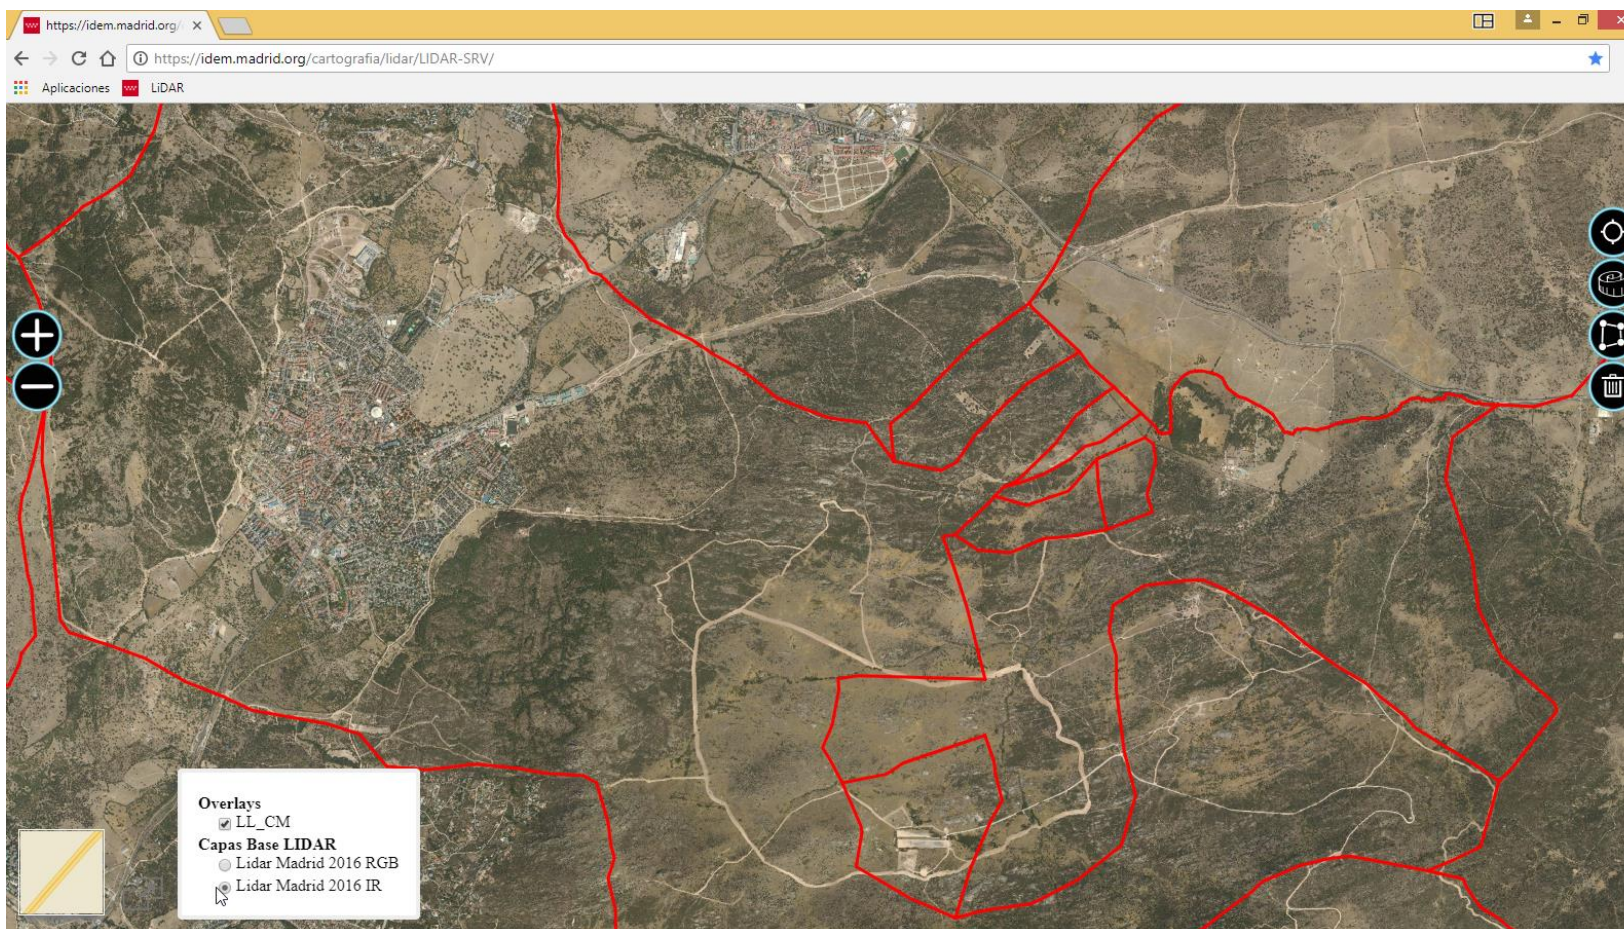 https://idem.madrid.org/
https://idem.madrid.org/cartografia/lidar/LIDAR-SRV/
Aplicaciones
LiDAR
Overlays
LL_CM
Capas Base LIDAR
Lidar Madrid 2016 RGB
Lidar Madrid 2016 IR